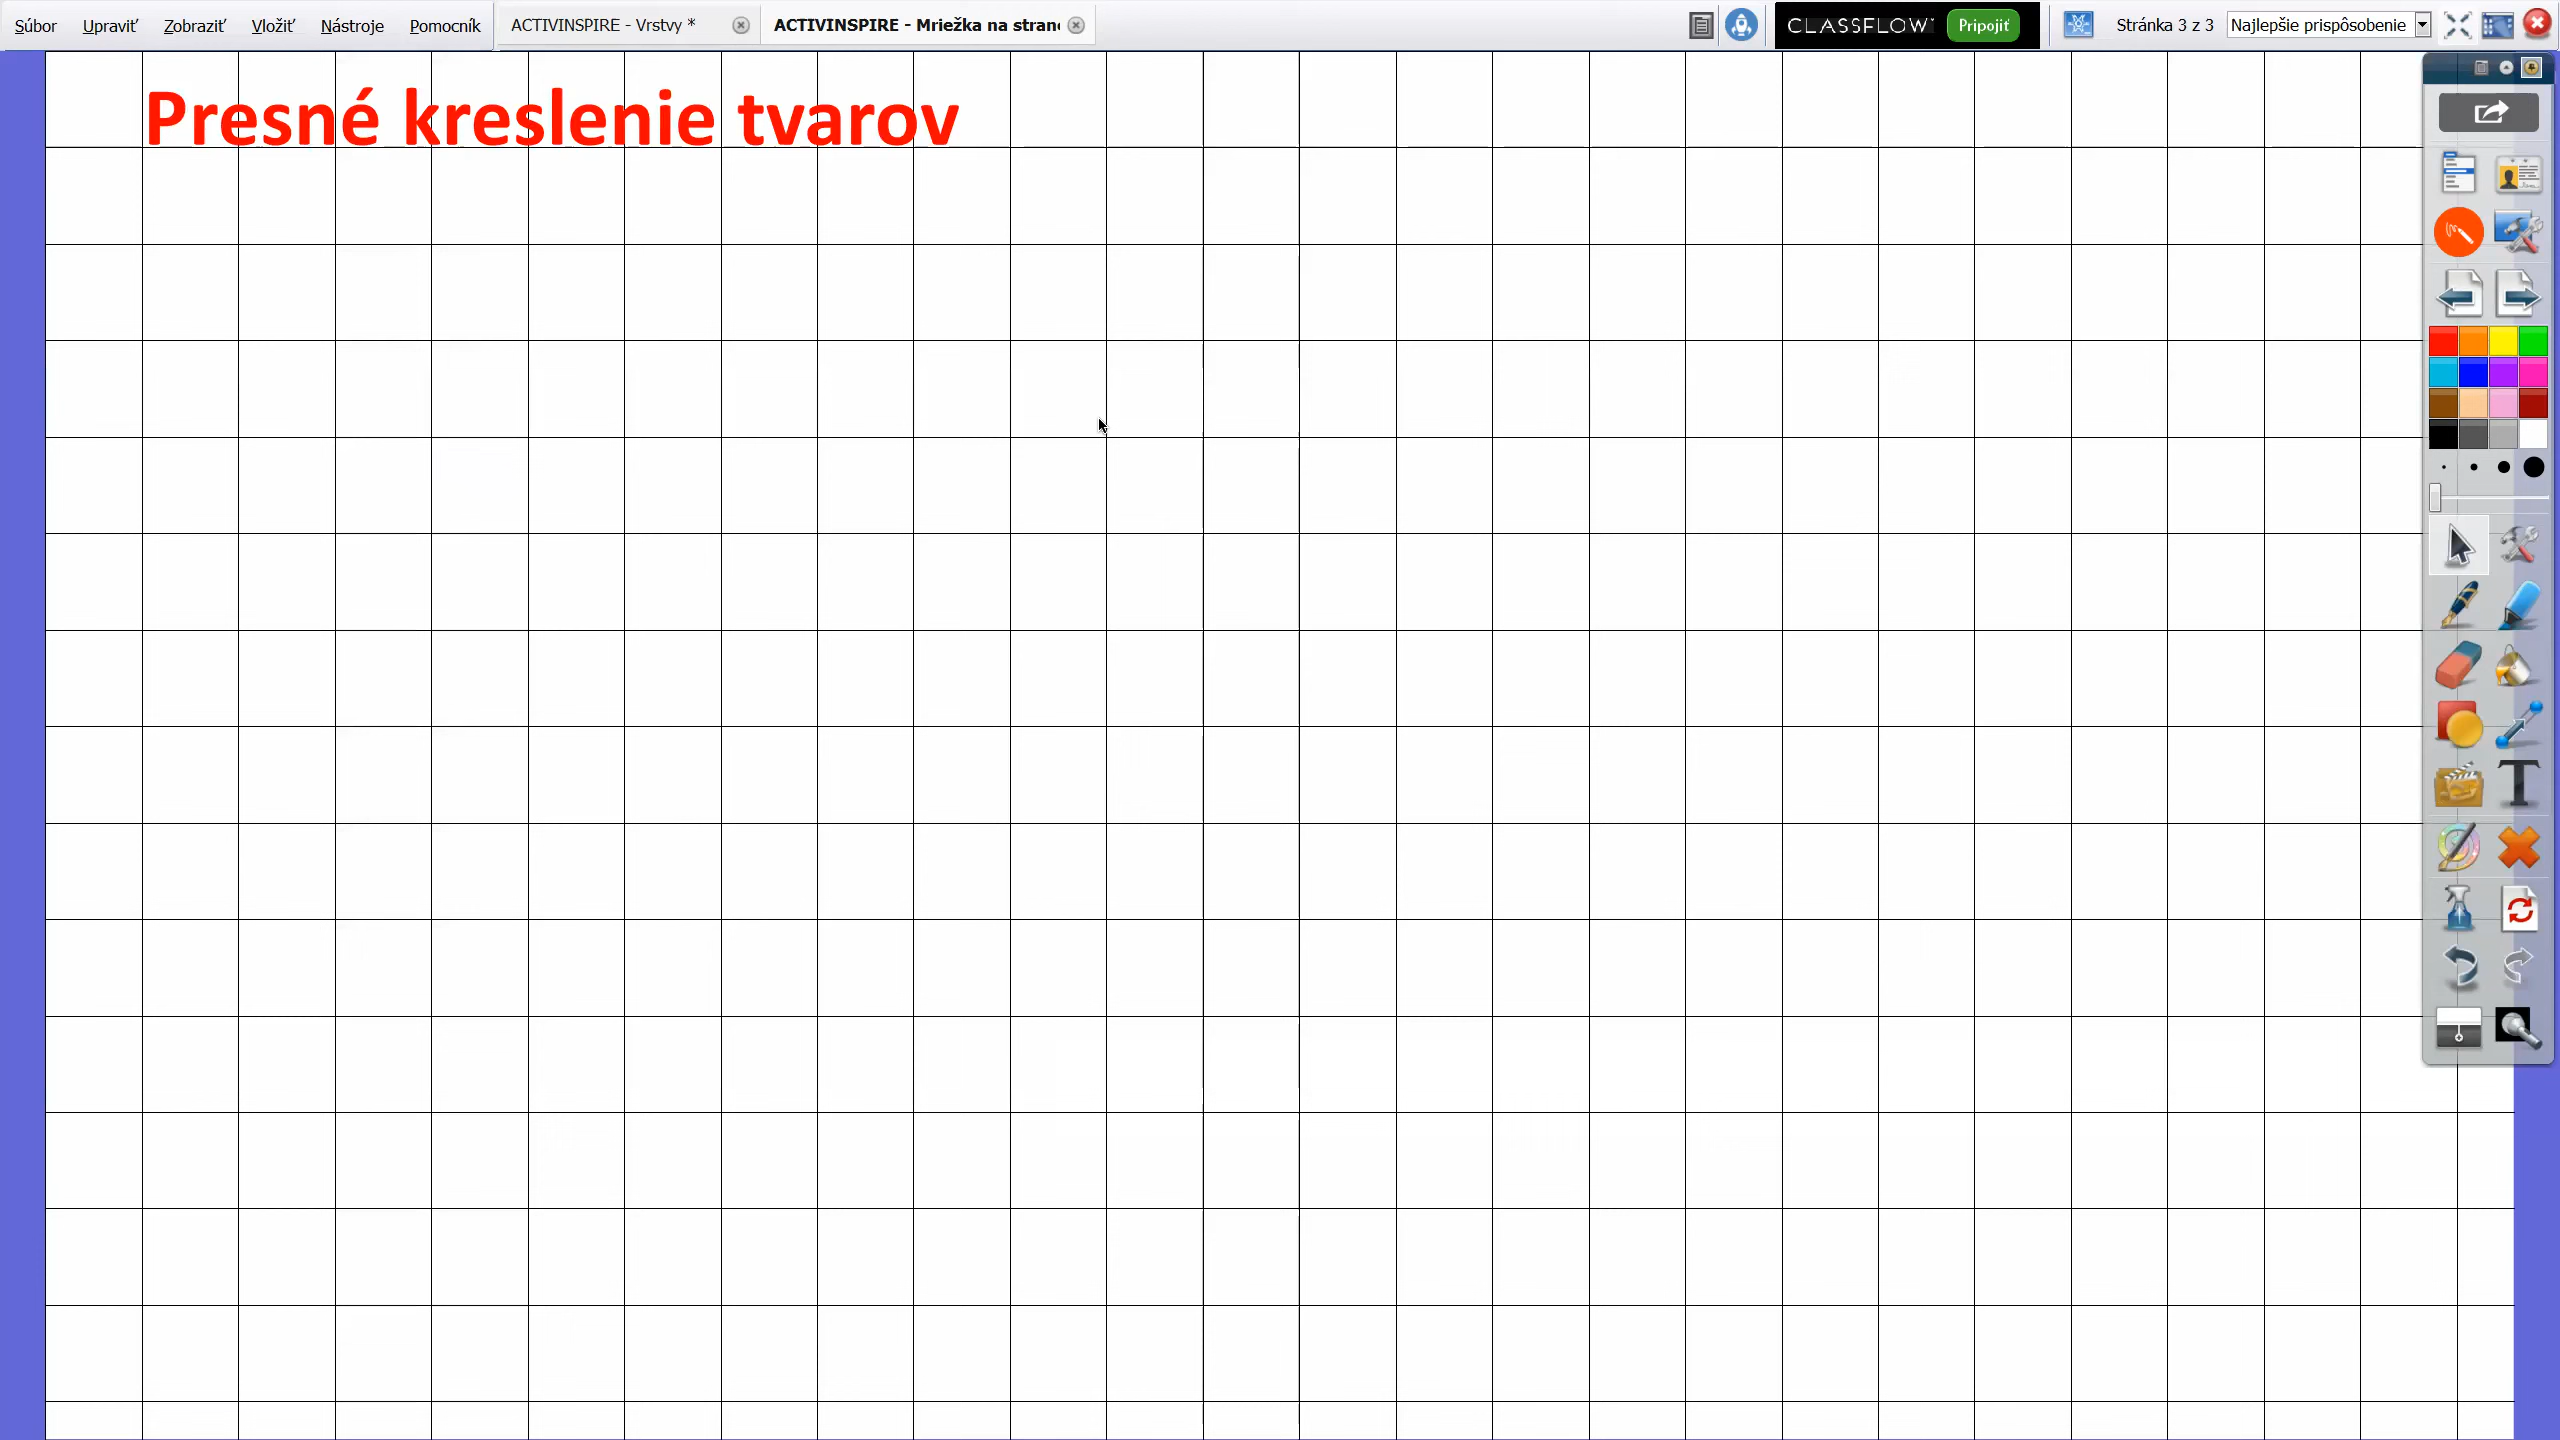 Súbor Upraviť Zobraziť Vložiť Nástroje Pomocník ACTIVINSPIRE - Vrstvy * ACTIVINSPIRE - Mriežka na stran CLASSFLOW Pripojiť Stránka 3 z 3 Najlepšie prispôsobenie
Presné kreslenie tvarov